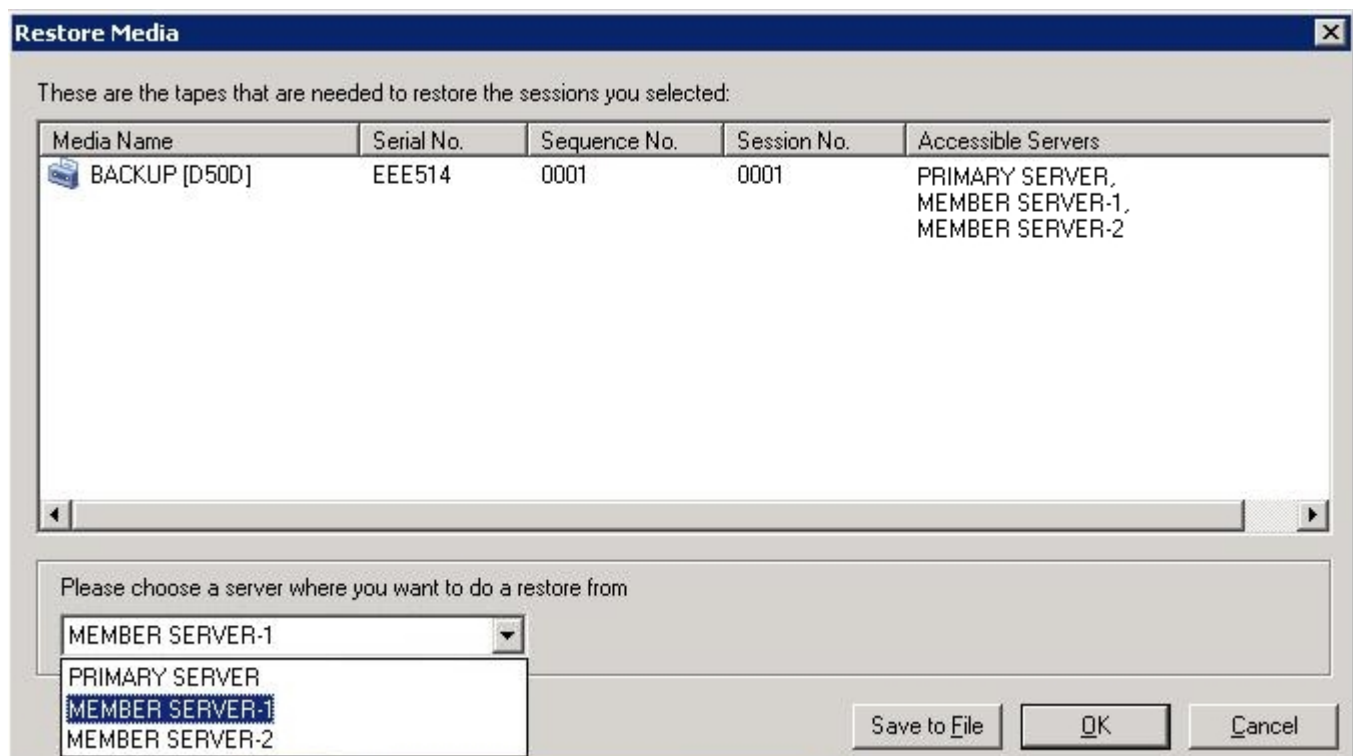 Restore Media
These are the tapes that are needed to restore the sessions you selected:
Media Name Serial No. Sequence No. Session No. Accessible Servers
BACKUP [D50D] EEE514 0001 0001 PRIMARY SERVER,
MEMBER SERVER-1,
MEMBER SERVER-2
Please choose a server where you want to do a restore from
MEMBER SERVER-1
PRIMARY SERVER
MEMBER SERVER-1
MEMBER SERVER-2
Save to File OK Cancel